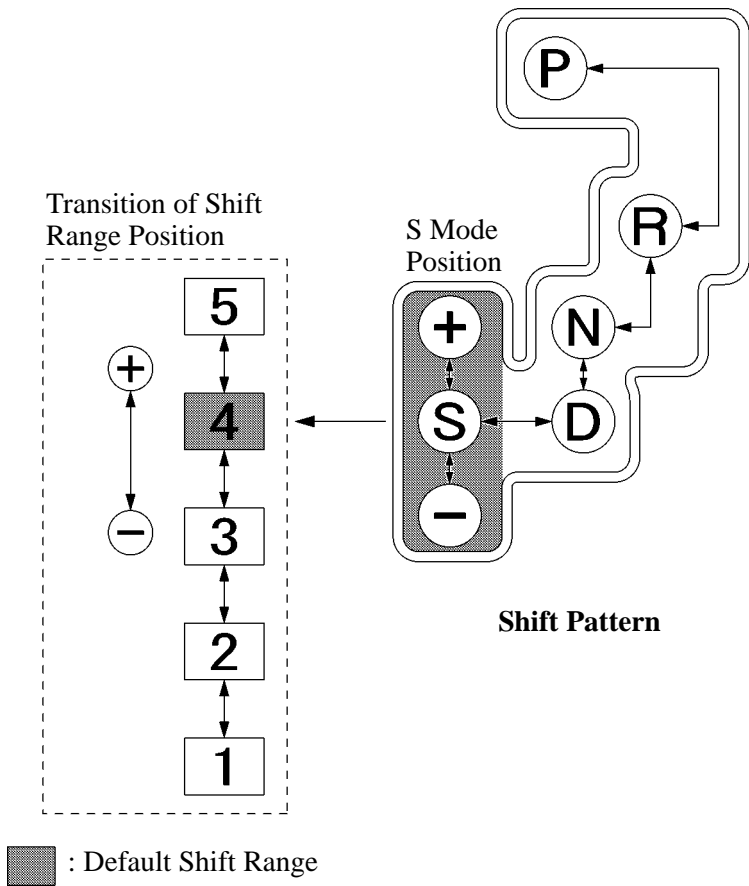 P
Transition of Shift
Range Position
R
S Mode
Position
5
+
N
+
4
S
D
−
3
−
Shift Pattern
2
1
: Default Shift Range